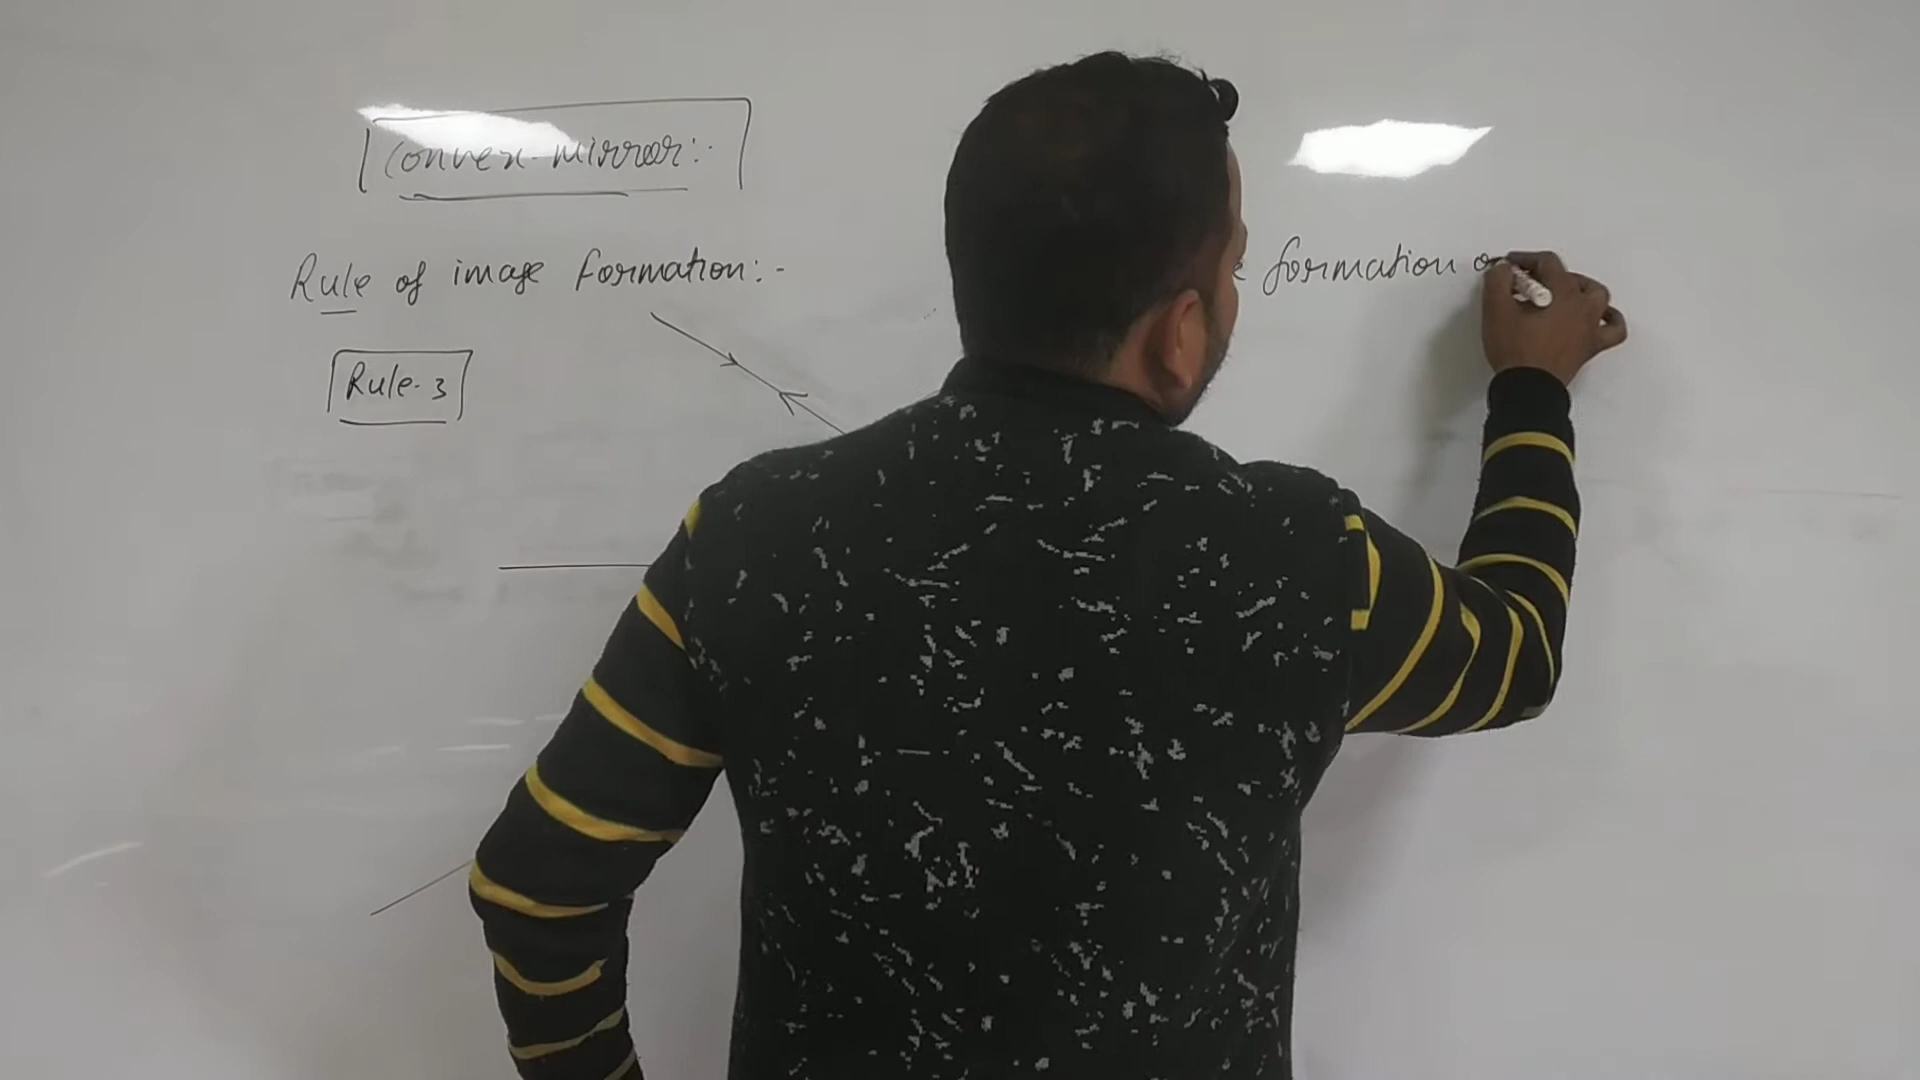 Convex-mirror:-
Rule of image formation:-
Rule-3
formation